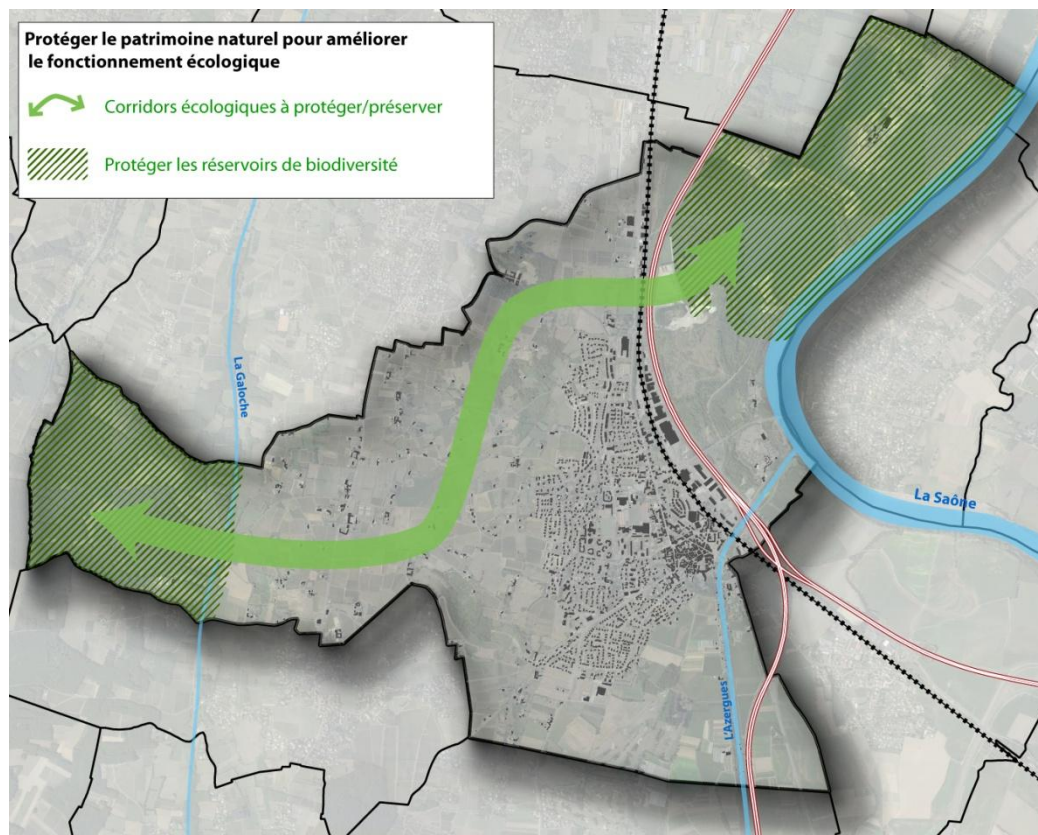 Protéger le patrimoine naturel pour améliorer
le fonctionnement écologique
Corridors écologiques à protéger/préserver
Protéger les réservoirs de biodiversité
La Galoche
La Saône
L'Azergues